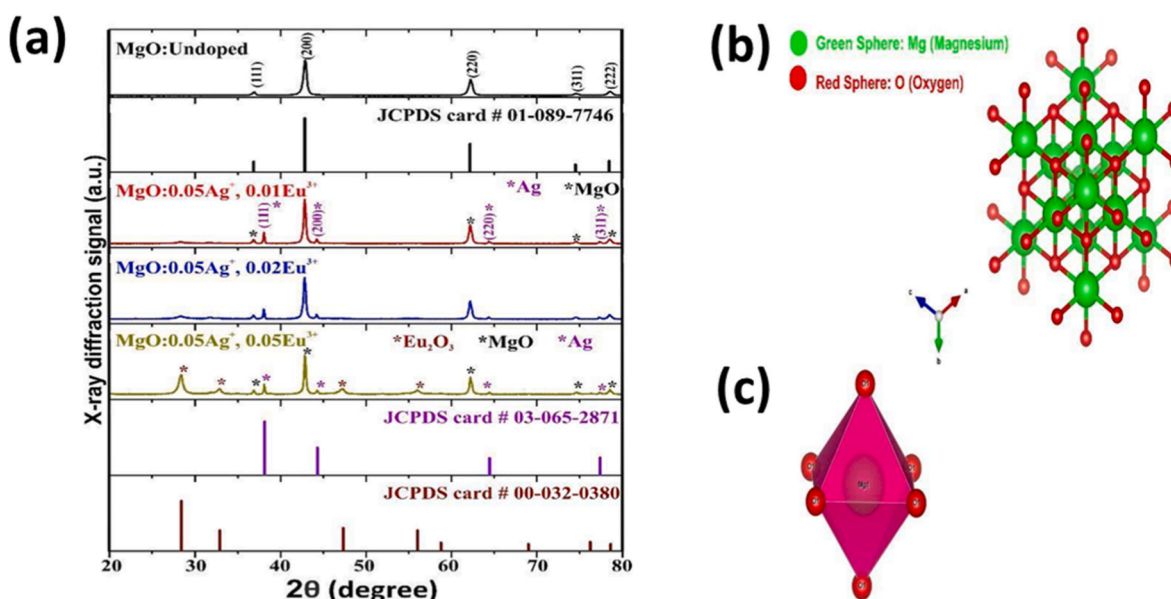 (a)
MgO:Undoped
(111)
(200)
(220)
(311)
(222)
JCPDS card # 01-089-7746
MgO:0.05Ag⁺, 0.01Eu³⁺
*Ag
*MgO
*
(111)*
(200)*
*
(220)*
*
(311)*
*
MgO:0.05Ag⁺, 0.02Eu³⁺
MgO:0.05Ag⁺, 0.05Eu³⁺
*Eu₂O₃
*MgO
*Ag
* * * * * * * * * * * * *
JCPDS card # 03-065-2871
JCPDS card # 00-032-0380
X-ray diffraction signal (a.u.)
20 30 40 50 60 70 80
2θ (degree)
(b)
Green Sphere: Mg (Magnesium)
Red Sphere: O (Oxygen)
c
a
b
(c)